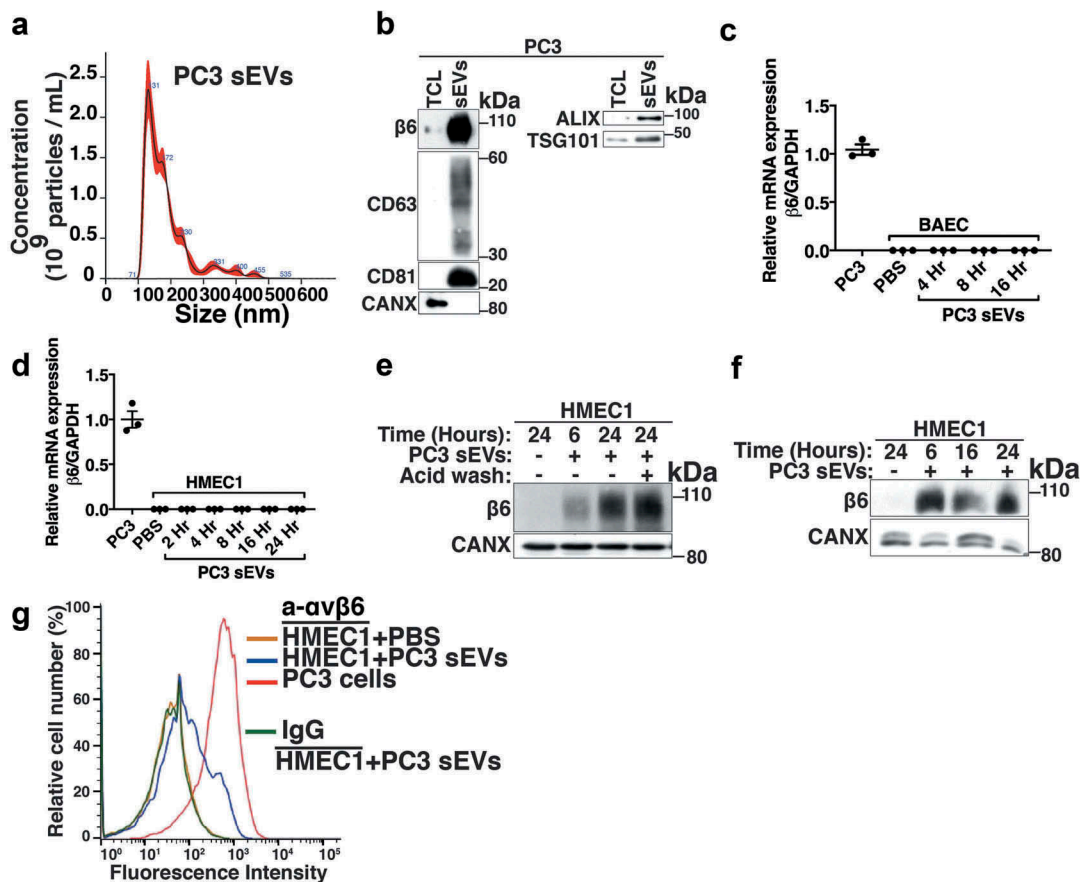 a
PC3 sEVs
Concentration
(10⁹ particles / mL)
2.5
2.0
1.5
1.0
0.5
0
71
31
72
230
331
400
455
535
0 100 200 300 400 500 600
Size (nm)
b
PC3
TCL
sEVs
kDa
β6
110
60
CD63
30
CD81
20
CANX
80
TCL
sEVs
kDa
ALIX
100
TSG101
50
c
Relative mRNA expression
β6/GAPDH
1.5
1.0
0.5
0.0
BAEC
PC3
PBS
4 Hr
8 Hr
16 Hr
PC3 sEVs
d
Relative mRNA expression
β6/GAPDH
1.5
1.0
0.5
0.0
HMEC1
PC3
PBS
2 Hr
4 Hr
8 Hr
16 Hr
24 Hr
PC3 sEVs
e
HMEC1
Time (Hours): 24 6 24 24
PC3 sEVs: - + + +
Acid wash: - - - +
kDa
β6
110
CANX
80
f
HMEC1
Time (Hours): 24 6 16 24
PC3 sEVs: - + + +
kDa
β6
110
CANX
80
g
Relative cell number (%)
100
80
60
40
20
0
a-αvβ6
HMEC1+PBS
HMEC1+PC3 sEVs
PC3 cells
IgG
HMEC1+PC3 sEVs
10⁰ 10¹ 10² 10³ 10⁴ 10⁵
Fluorescence Intensity